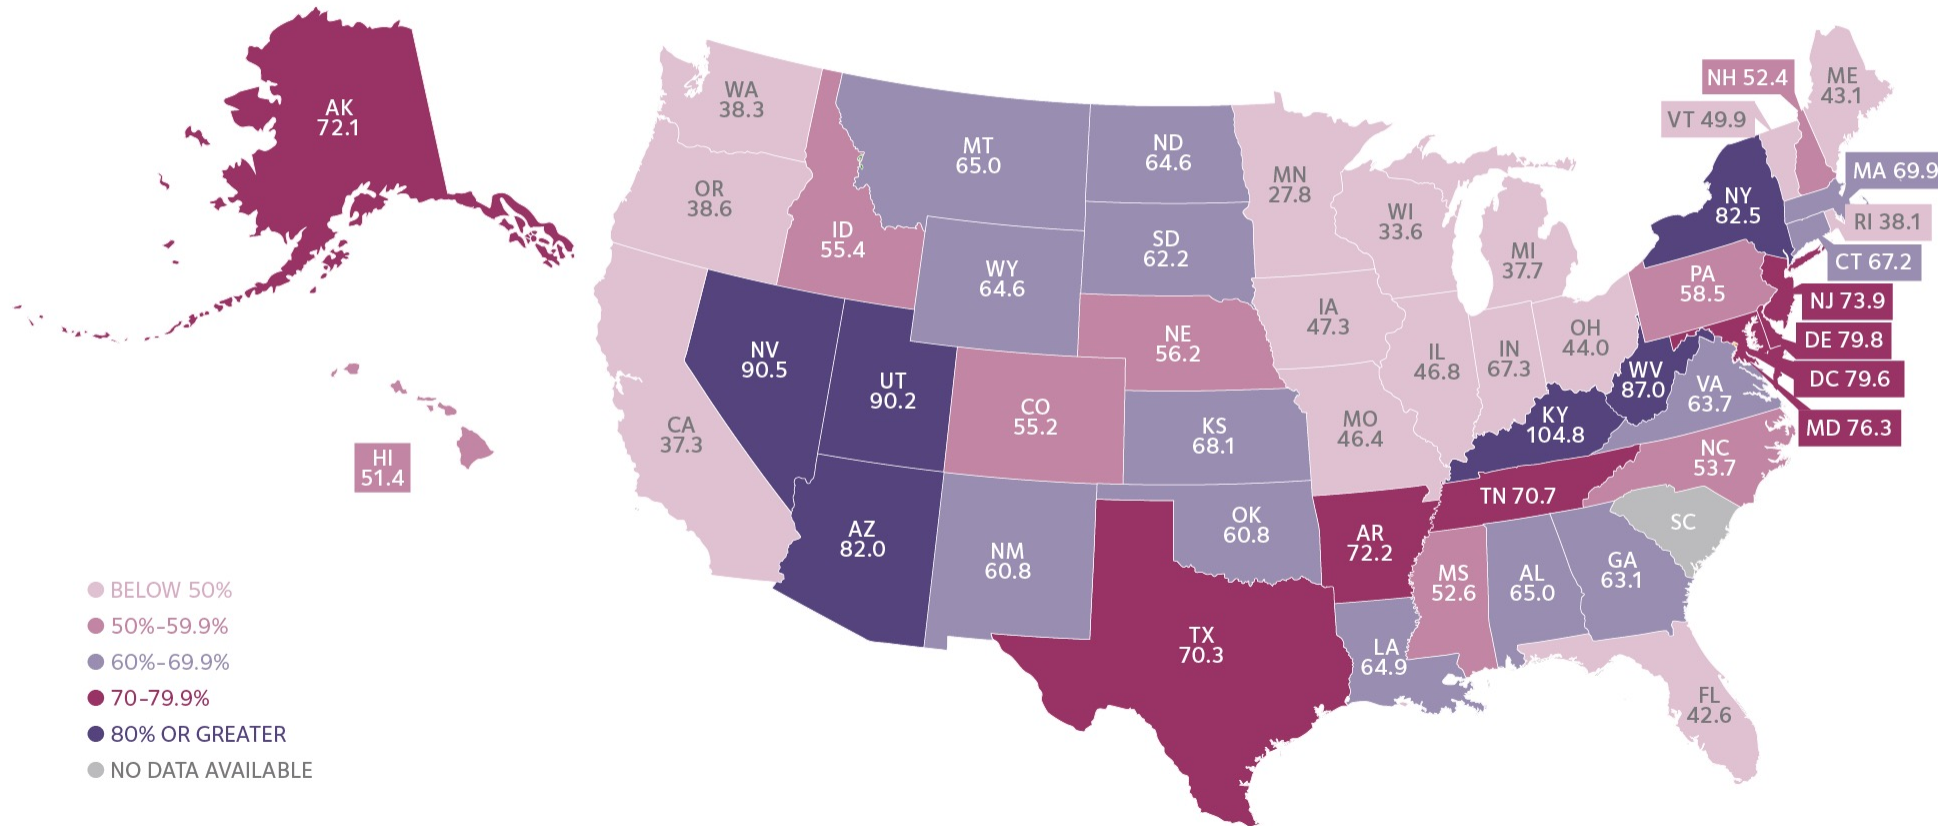 AK
72.1
HI
51.4
WA
38.3
OR
38.6
CA
37.3
ID
55.4
NV
90.5
UT
90.2
AZ
82.0
MT
65.0
WY
64.6
CO
55.2
NM
60.8
ND
64.6
SD
62.2
NE
56.2
KS
68.1
OK
60.8
TX
70.3
MN
27.8
IA
47.3
MO
46.4
AR
72.2
LA
64.9
WI
33.6
IL
46.8
MI
37.7
IN
67.3
OH
44.0
KY
104.8
TN 70.7
MS
52.6
AL
65.0
GA
63.1
FL
42.6
SC
NC
53.7
VA
63.7
WV
87.0
PA
58.5
NY
82.5
VT 49.9
NH 52.4
ME
43.1
MA 69.9
RI 38.1
CT 67.2
NJ 73.9
DE 79.8
DC 79.6
MD 76.3
BELOW 50%
50%–59.9%
60%–69.9%
70–79.9%
80% OR GREATER
NO DATA AVAILABLE